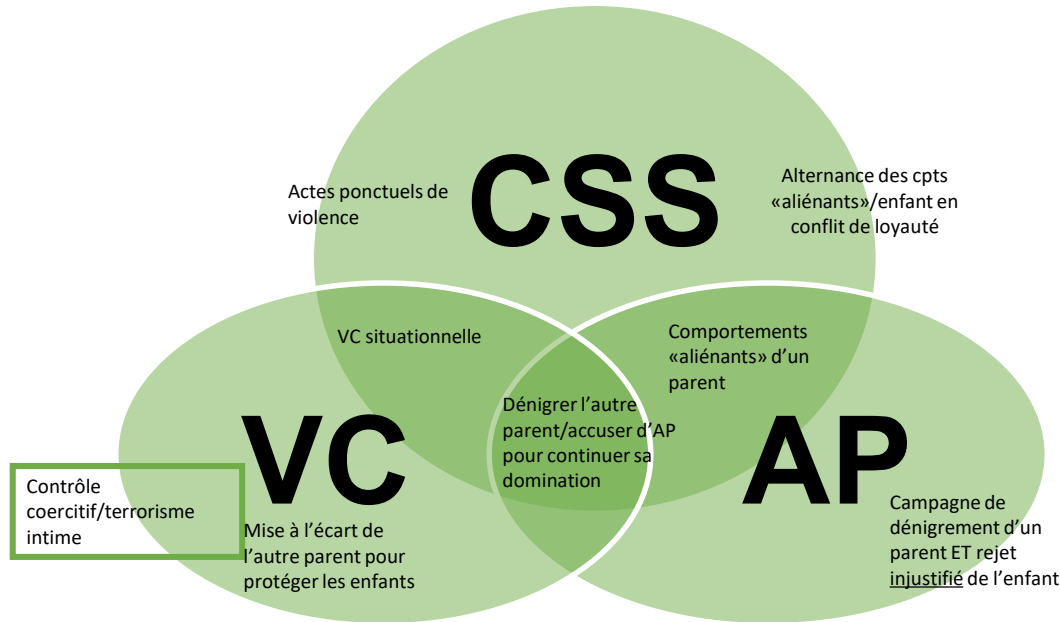 CSS
Actes ponctuels de
violence
Alternance des cpts
«aliénants»/enfant en
conflit de loyauté
VC situationnelle
Comportements
«aliénants» d’un
parent
Dénigrer l’autre
parent/accuser d’AP
pour continuer sa
domination
VC
AP
Contrôle
coercitif/terrorisme
intime
Mise à l’écart de
l’autre parent pour
protéger les enfants
Campagne de
dénigrement d’un
parent ET rejet
injustifié de l’enfant